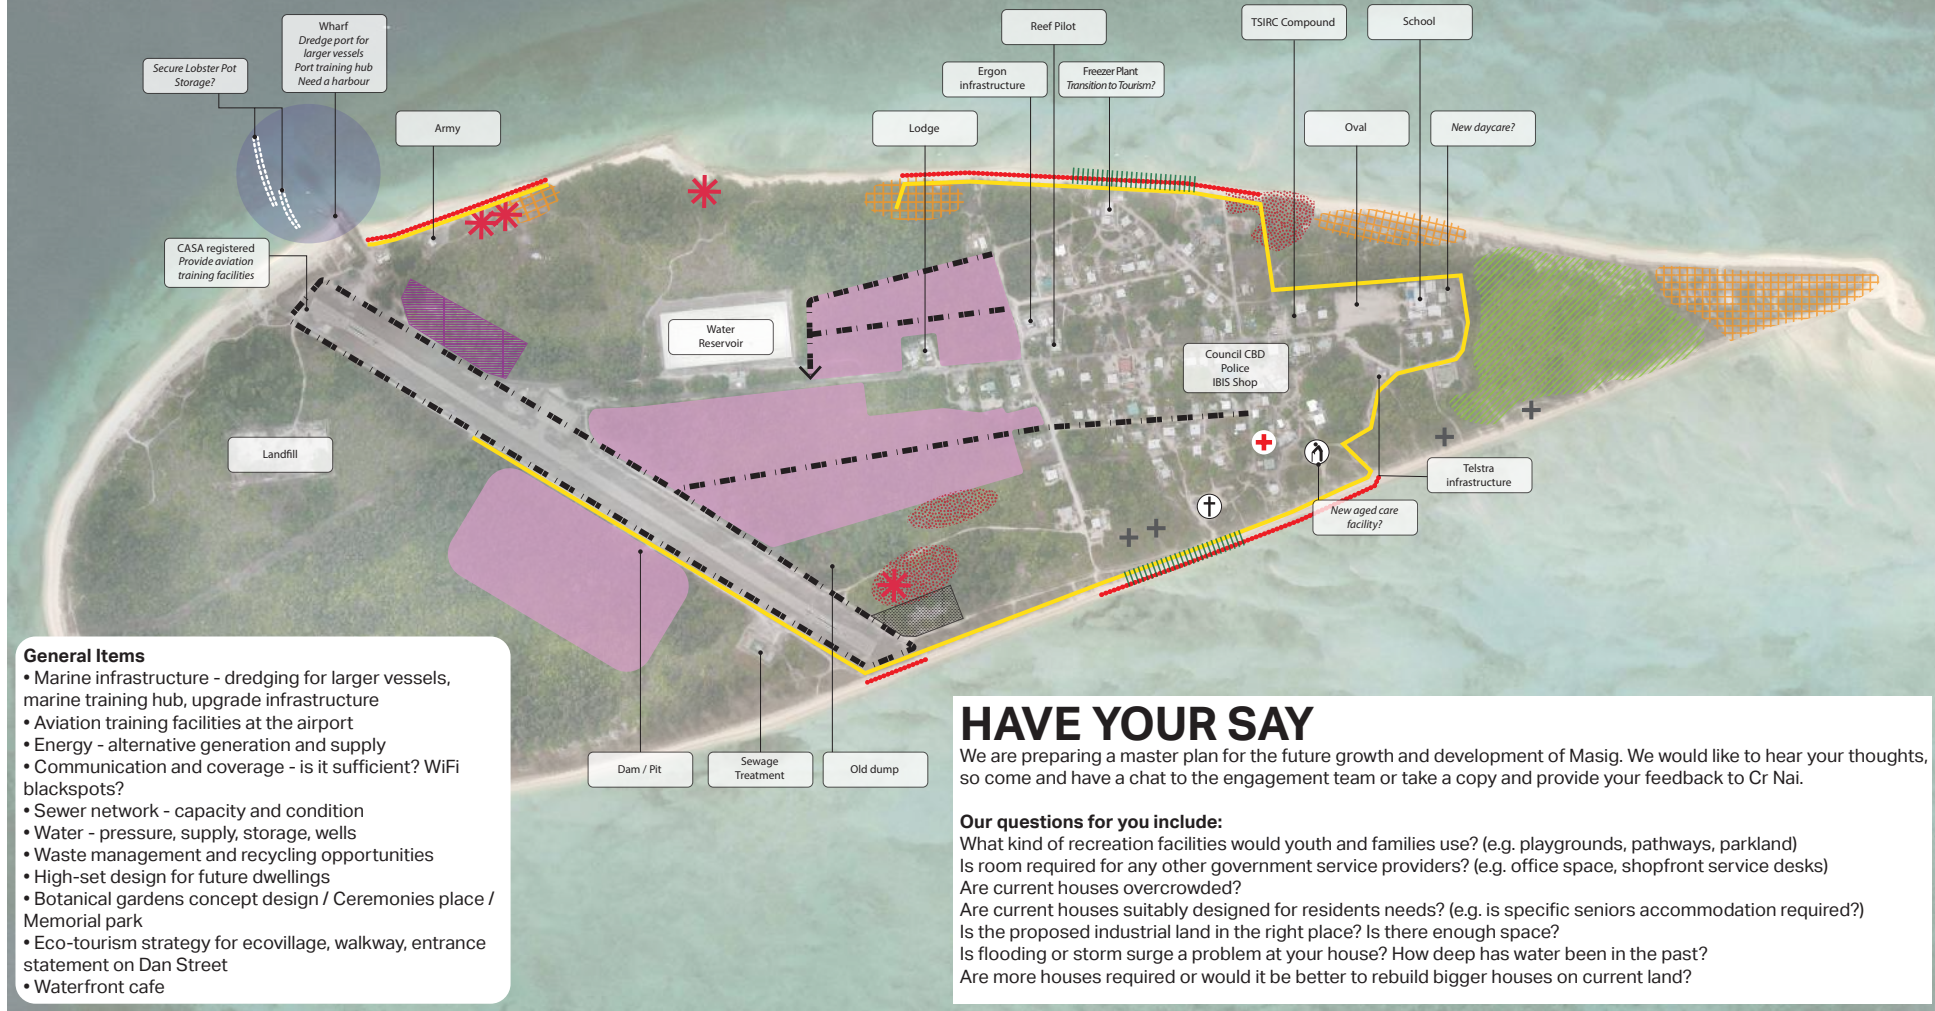 Wharf
Dredge port for
larger vessels
Port training hub
Need a harbour
Secure Lobster Pot
Storage?
Army
CASA registered
Provide aviation
training facilities
Landfill
Water
Reservoir
Lodge
Ergon
infrastructure
Reef Pilot
Freezer Plant
Transition to Tourism?
TSIRC Compound
School
Oval
New daycare?
Council CBD
Police
IBIS Shop
Telstra
infrastructure
New aged care
facility?
Dam / Pit
Sewage
Treatment
Old dump
General Items
• Marine infrastructure - dredging for larger vessels,
marine training hub, upgrade infrastructure
• Aviation training facilities at the airport
• Energy - alternative generation and supply
• Communication and coverage - is it sufficient? WiFi
blackspots?
• Sewer network - capacity and condition
• Water - pressure, supply, storage, wells
• Waste management and recycling opportunities
• High-set design for future dwellings
• Botanical gardens concept design / Ceremonies place /
Memorial park
• Eco-tourism strategy for ecovillage, walkway, entrance
statement on Dan Street
• Waterfront cafe
HAVE YOUR SAY
We are preparing a master plan for the future growth and development of Masig. We would like to hear your thoughts,
so come and have a chat to the engagement team or take a copy and provide your feedback to Cr Nai.
Our questions for you include:
What kind of recreation facilities would youth and families use? (e.g. playgrounds, pathways, parkland)
Is room required for any other government service providers? (e.g. office space, shopfront service desks)
Are current houses overcrowded?
Are current houses suitably designed for residents needs? (e.g. is specific seniors accommodation required?)
Is the proposed industrial land in the right place? Is there enough space?
Is flooding or storm surge a problem at your house? How deep has water been in the past?
Are more houses required or would it be better to rebuild bigger houses on current land?